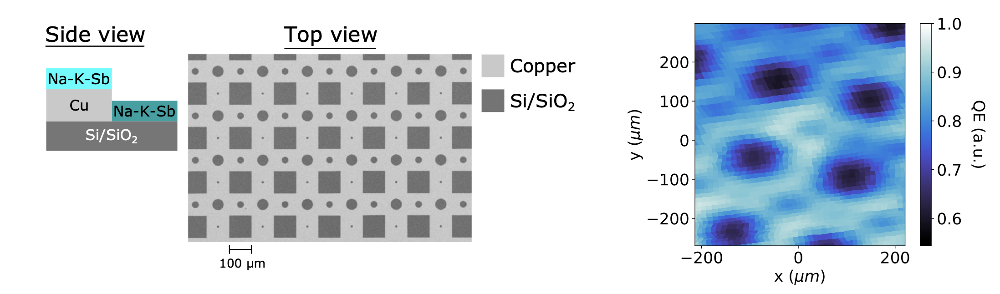 Side view
Top view
Na-K-Sb
Cu
Na-K-Sb
Si/SiO₂
Copper
Si/SiO₂
100 μm
200
100
0
−100
−200
y (μm)
−200
0
200
x (μm)
1.0
0.9
0.8
0.7
0.6
QE (a.u.)